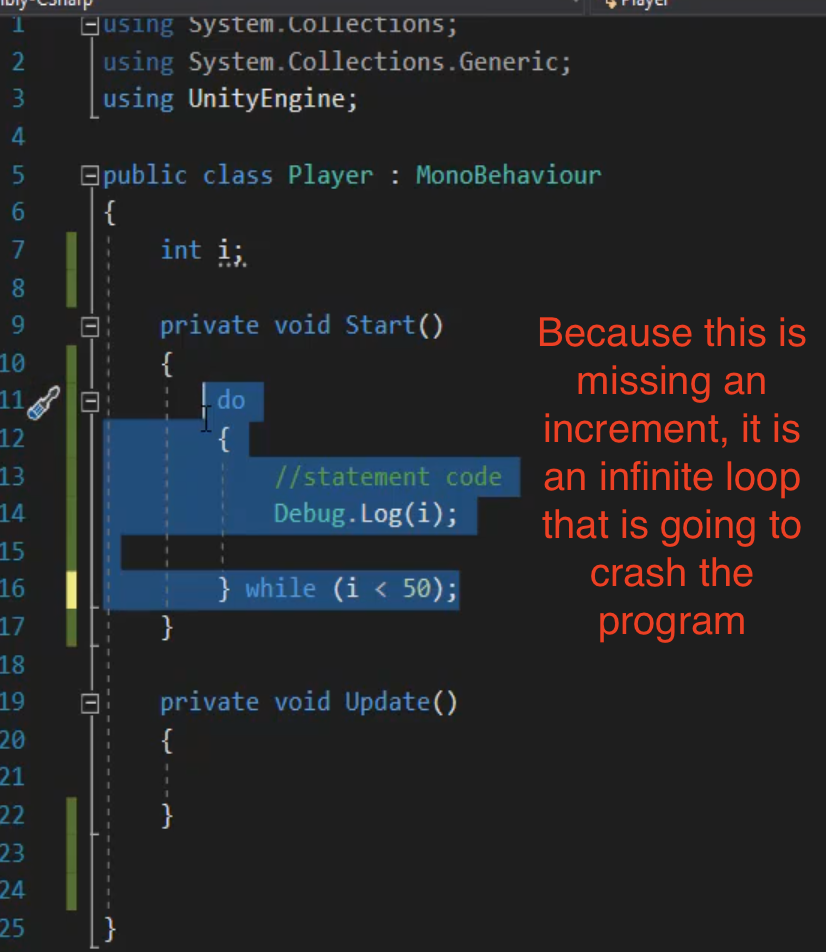 Player
1 using System.Collections;
2 using System.Collections.Generic;
3 using UnityEngine;
4
5 public class Player : MonoBehaviour
6 {
7 int i;
8
9 private void Start()
10 {
11 do
12 {
13 //statement code
14 Debug.Log(i);
15
16 } while (i < 50);
17 }
18
19 private void Update()
20 {
21
22 }
23
24
25 }
Because this is
missing an
increment, it is
an infinite loop
that is going to
crash the
program